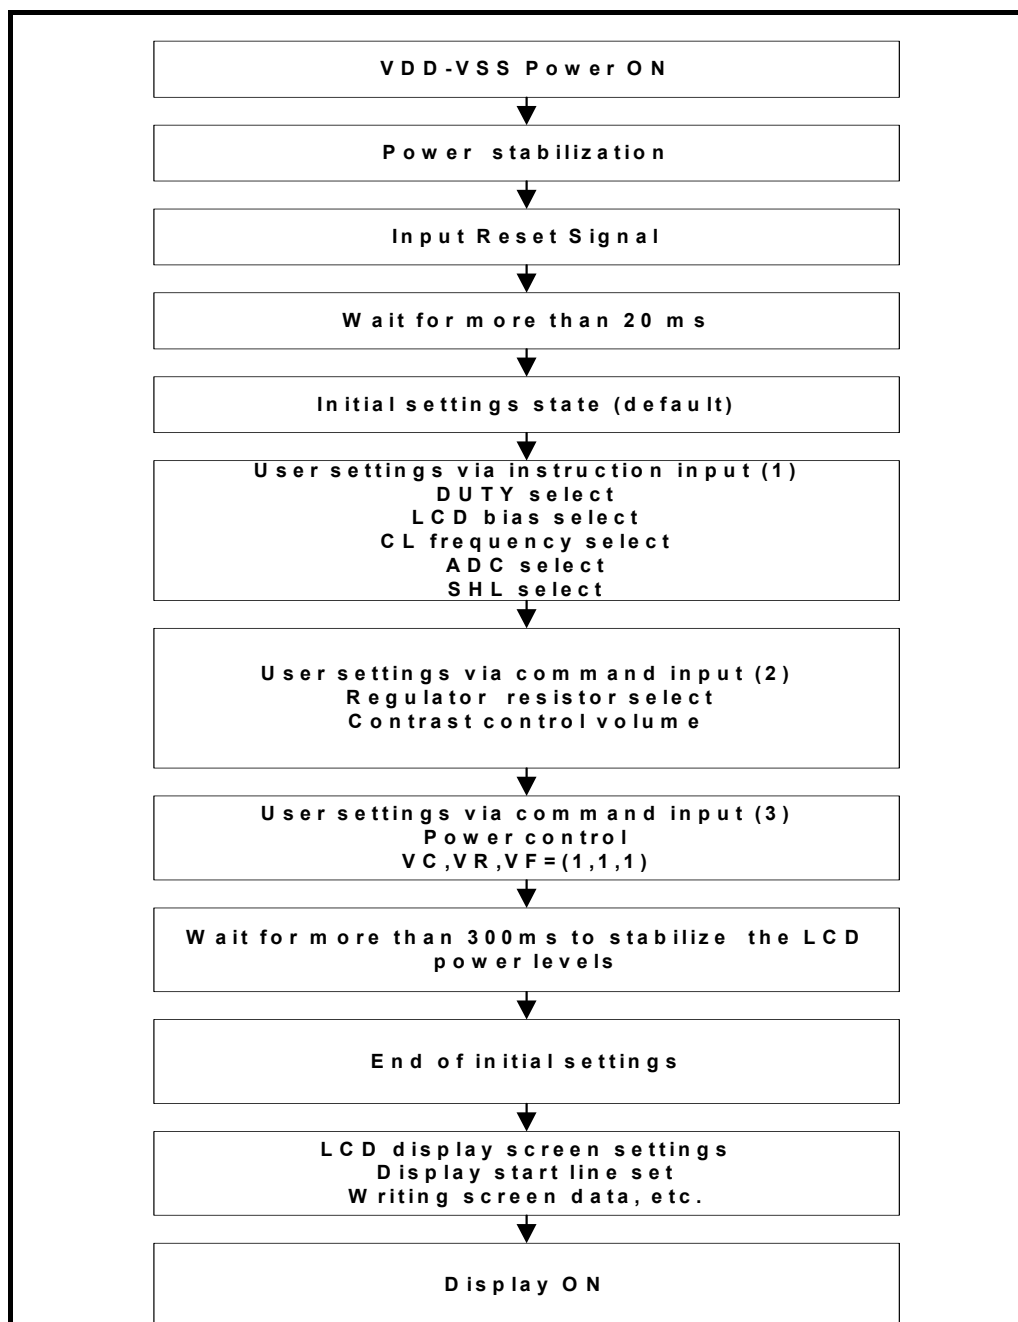 VDD-VSS Power ON
Power stabilization
Input Reset Signal
Wait for more than 20 ms
Initial settings state (default)
User settings via instruction input (1)
DUTY select
LCD bias select
CL frequency select
ADC select
SHL select
User settings via command input (2)
Regulator resistor select
Contrast control volume
User settings via command input (3)
Power control
VC,VR,VF=(1,1,1)
Wait for more than 300ms to stabilize the LCD
power levels
End of initial settings
LCD display screen settings
Display start line set
Writing screen data, etc.
Display ON